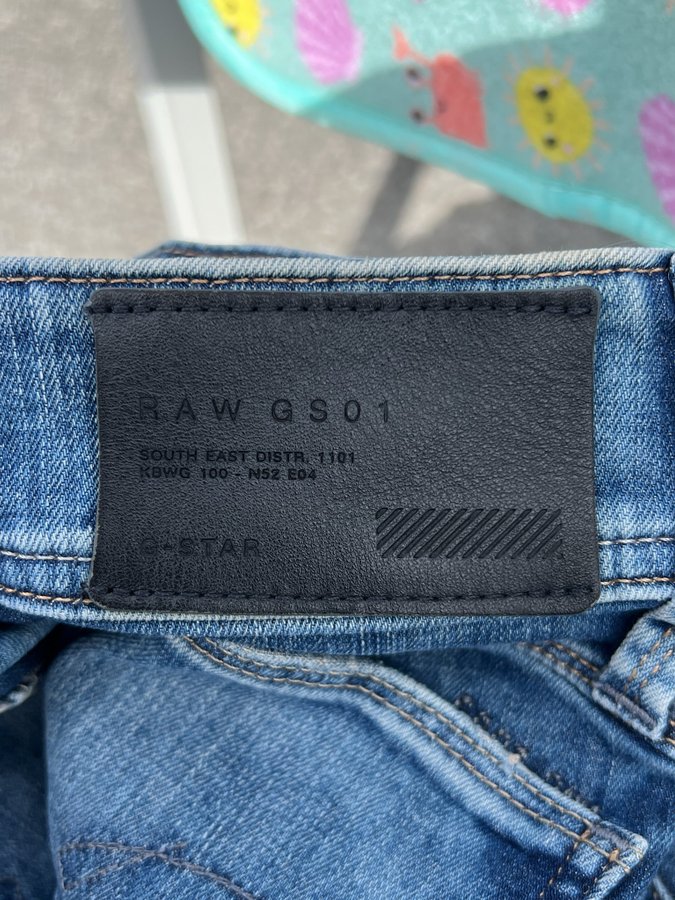 RAW GS01
SOUTH EAST DISTR. 1101
KBWG 100 - N52 E04
G-STAR